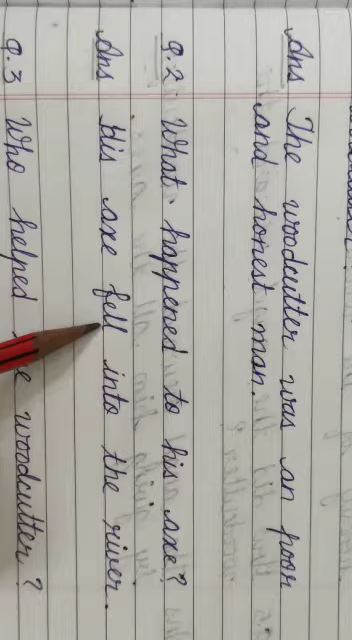 Ans The woodcutter was an poor
and honest man.
Q.2 What happened to his axe?
Ans His axe fell into the river.
Q.3 Who helped woodcutter?